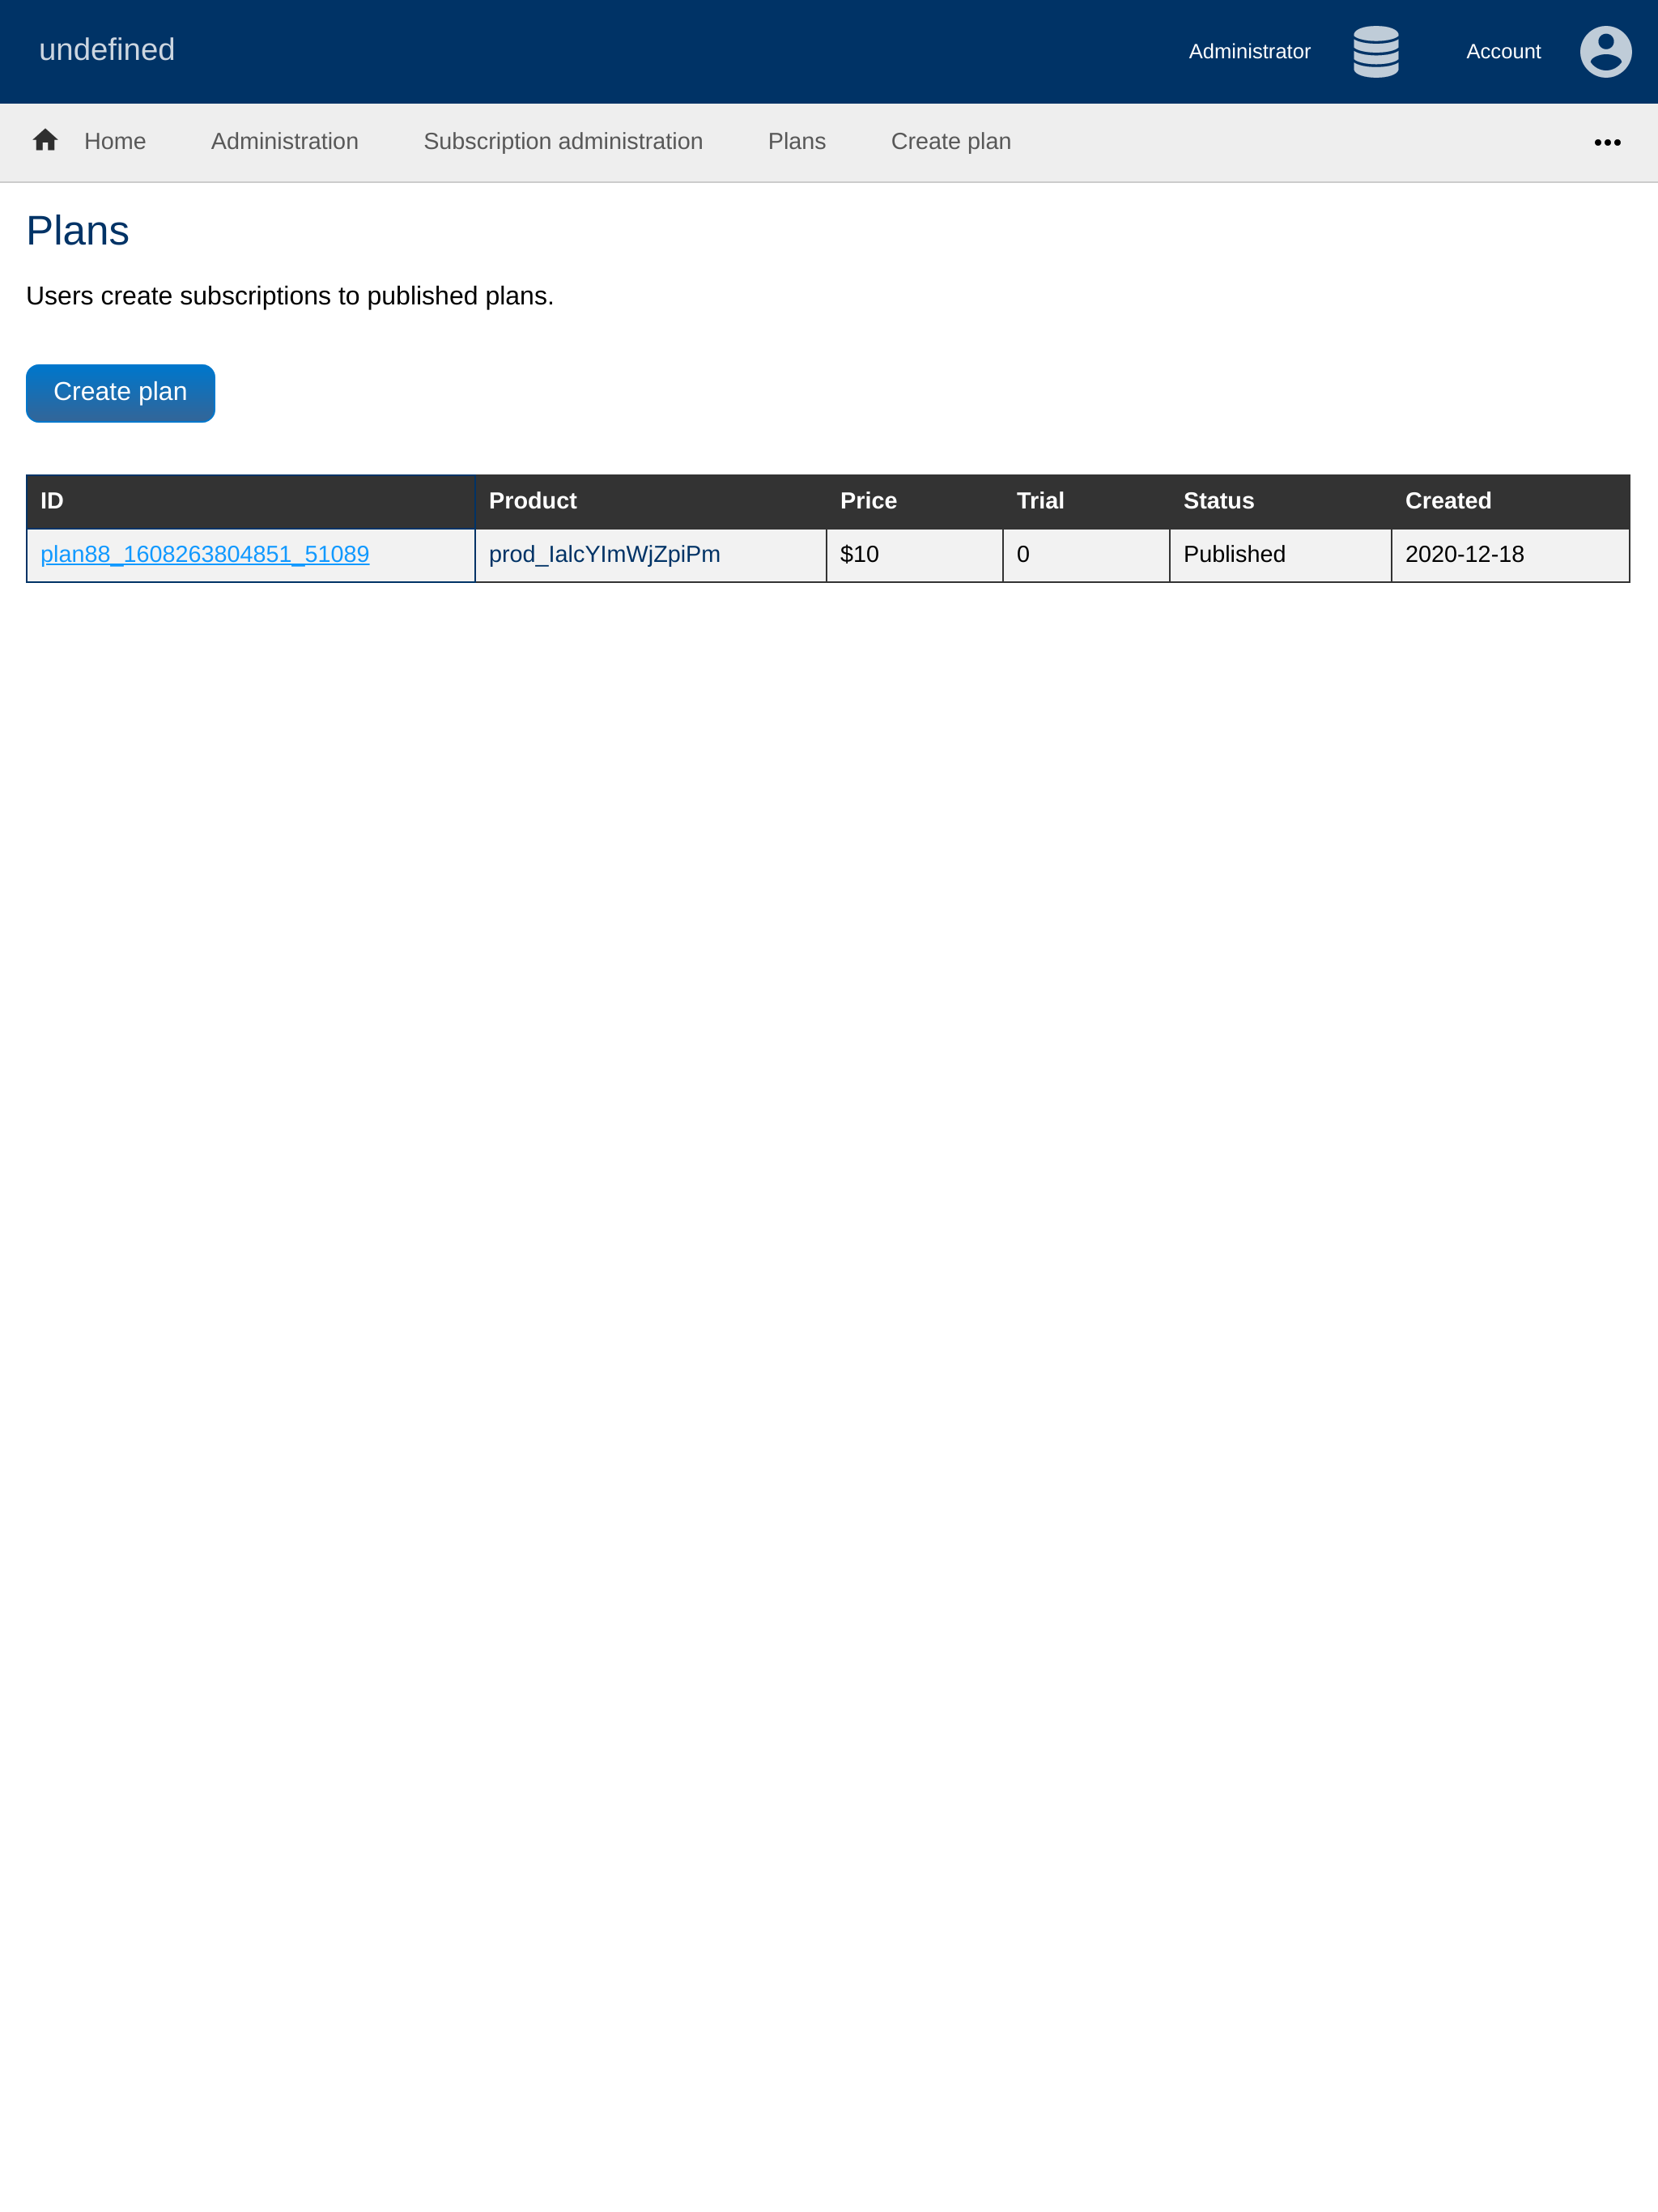 undefined Administrator Account
Home Administration Subscription administration Plans Create plan
Plans
Users create subscriptions to published plans.
Create plan
ID Product Price Trial Status Created
plan88_1608263804851_51089 prod_IalcYImWjZpiPm $10 0 Published 2020-12-18